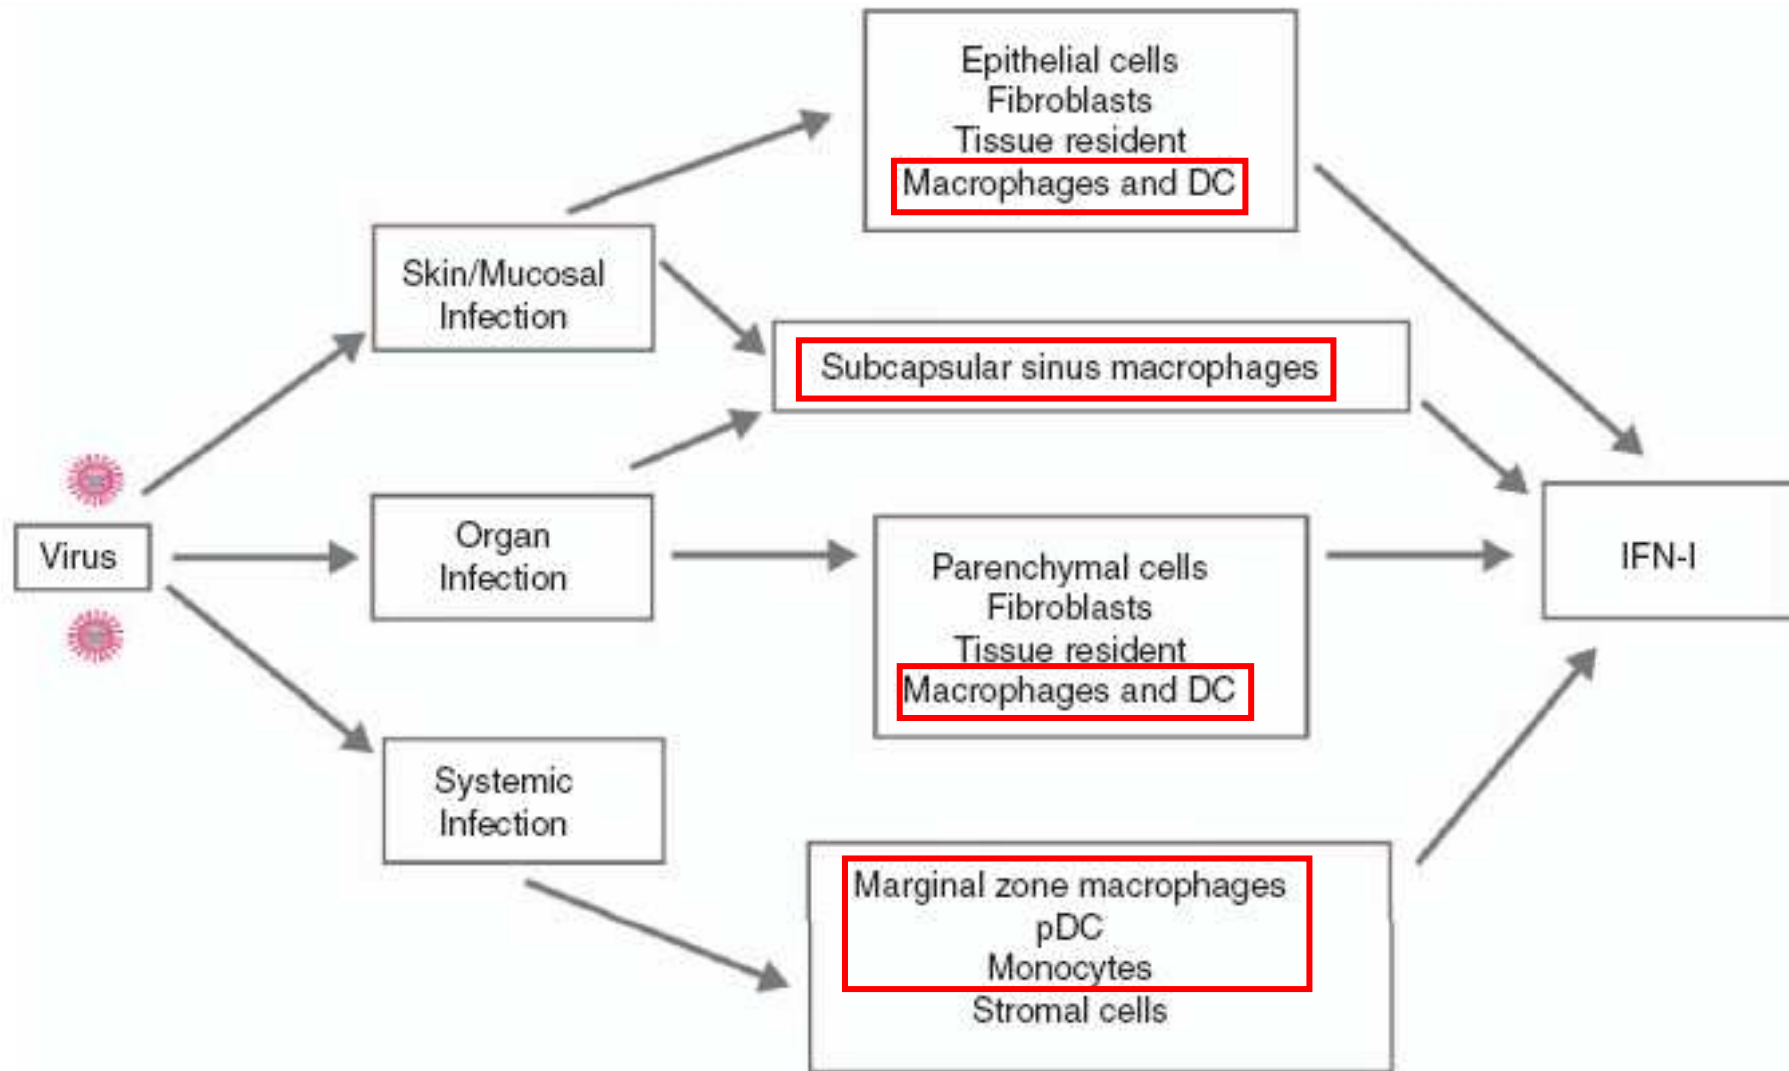 Epithelial cells
Fibroblasts
Tissue resident
Macrophages and DC
Skin/Mucosal
Infection
Subcapsular sinus macrophages
Virus
Organ
Infection
Parenchymal cells
Fibroblasts
Tissue resident
Macrophages and DC
IFN-I
Systemic
Infection
Marginal zone macrophages
pDC
Monocytes
Stromal cells